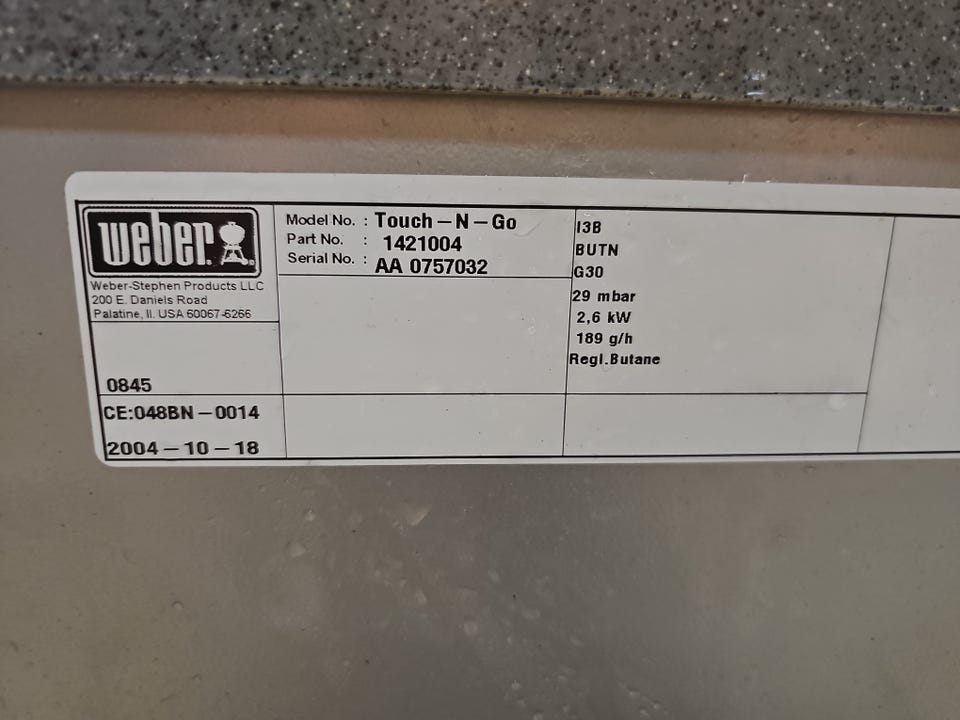 weber.
Weber-Stephen Products LLC
200 E. Daniels Road
Palatine, Il. USA 60067-6266
0845
CE:048BN-0014
2004-10-18
Model No. : Touch-N-Go
Part No. : 1421004
Serial No. : AA 0757032
I3B
BUTN
G30
29 mbar
2,6 kW
189 g/h
Regl.Butane